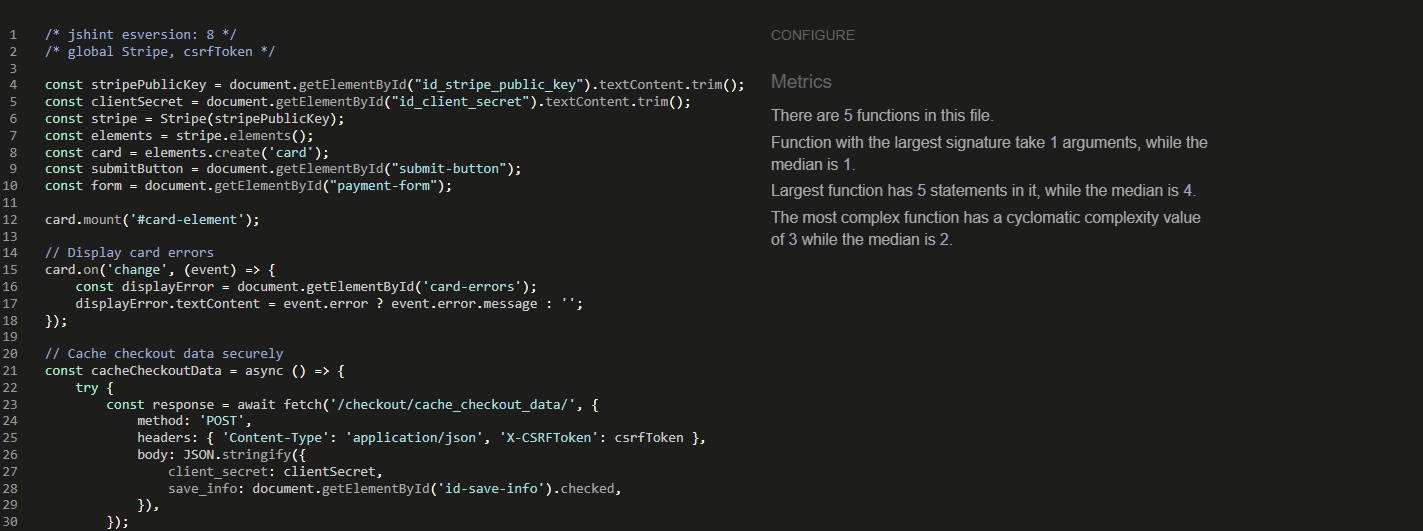 1 /* jshint esversion: 8 */
2 /* global Stripe, csrfToken */
3
4 const stripePublicKey = document.getElementById("id_stripe_public_key").textContent.trim();
5 const clientSecret = document.getElementById("id_client_secret").textContent.trim();
6 const stripe = Stripe(stripePublicKey);
7 const elements = stripe.elements();
8 const card = elements.create('card');
9 const submitButton = document.getElementById("submit-button");
10 const form = document.getElementById("payment-form");
11
12 card.mount('#card-element');
13
14 // Display card errors
15 card.on('change', (event) => {
16     const displayError = document.getElementById('card-errors');
17     displayError.textContent = event.error ? event.error.message : '';
18 });
19
20 // Cache checkout data securely
21 const cacheCheckoutData = async () => {
22     try {
23         const response = await fetch('/checkout/cache_checkout_data/', {
24             method: 'POST',
25             headers: { 'Content-Type': 'application/json', 'X-CSRFToken': csrfToken },
26             body: JSON.stringify({
27                 client_secret: clientSecret,
28                 save_info: document.getElementById('id-save-info').checked,
29             }),
30         });
CONFIGURE
Metrics
There are 5 functions in this file.
Function with the largest signature take 1 arguments, while the
median is 1.
Largest function has 5 statements in it, while the median is 4.
The most complex function has a cyclomatic complexity value
of 3 while the median is 2.